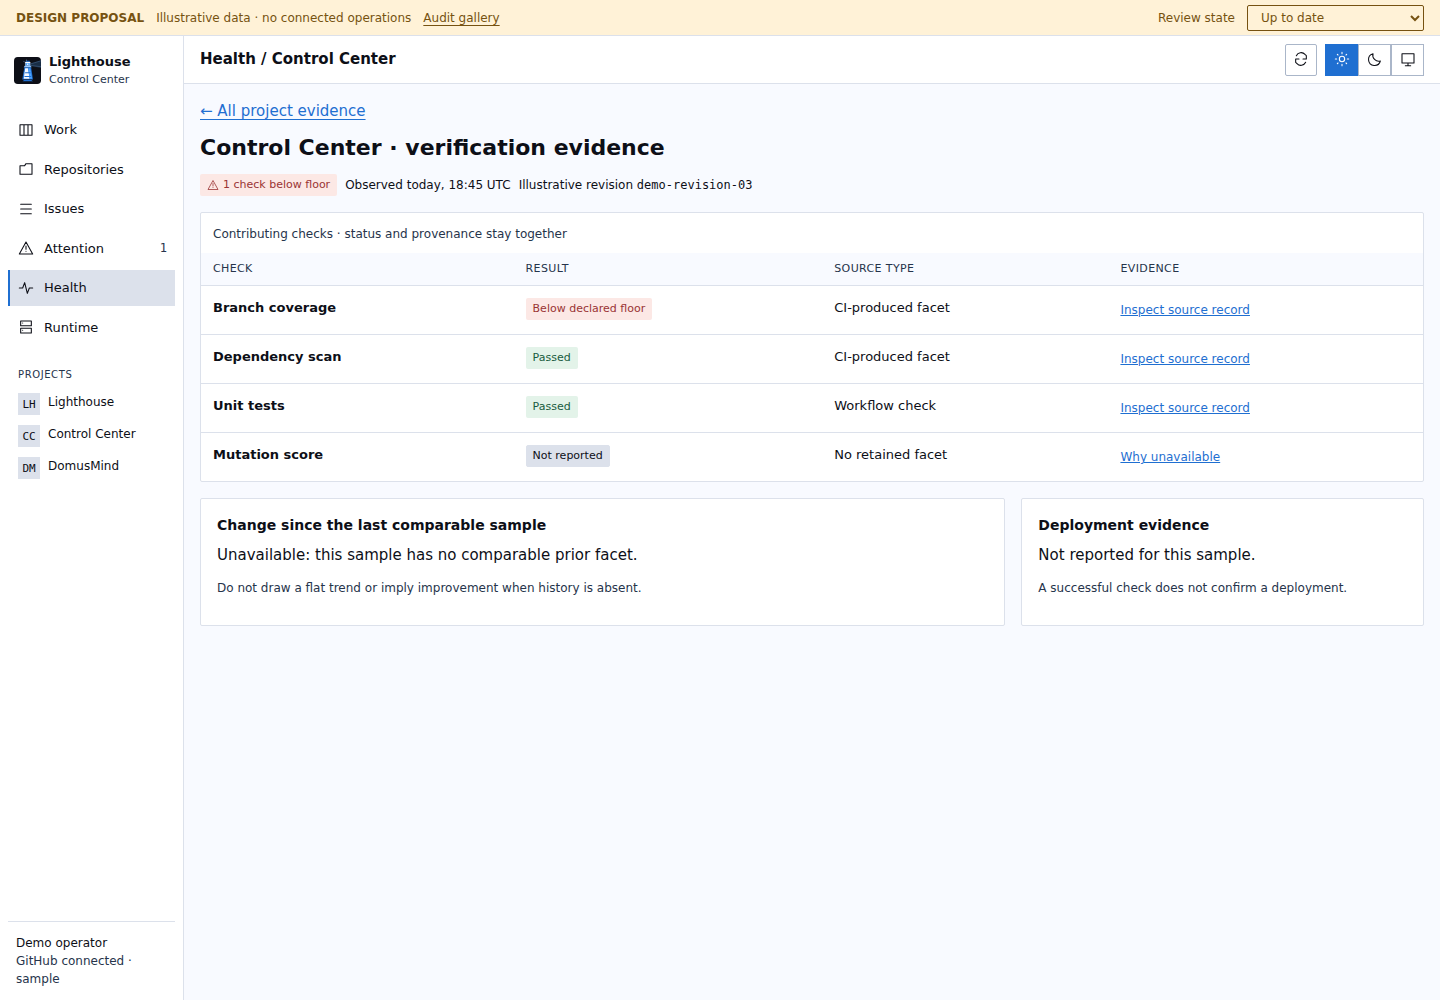 DESIGN PROPOSAL Illustrative data · no connected operations Audit gallery Review state Up to date
Lighthouse
Control Center
Health / Control Center
Work
Repositories
Issues
Attention 1
Health
Runtime
PROJECTS
LH Lighthouse
CC Control Center
DM DomusMind
Demo operator
GitHub connected ·
sample
← All project evidence
Control Center · verification evidence
1 check below floor Observed today, 18:45 UTC Illustrative revision demo-revision-03
Contributing checks · status and provenance stay together
CHECK RESULT SOURCE TYPE EVIDENCE
Branch coverage Below declared floor CI-produced facet Inspect source record
Dependency scan Passed CI-produced facet Inspect source record
Unit tests Passed Workflow check Inspect source record
Mutation score Not reported No retained facet Why unavailable
Change since the last comparable sample
Unavailable: this sample has no comparable prior facet.
Do not draw a flat trend or imply improvement when history is absent.
Deployment evidence
Not reported for this sample.
A successful check does not confirm a deployment.